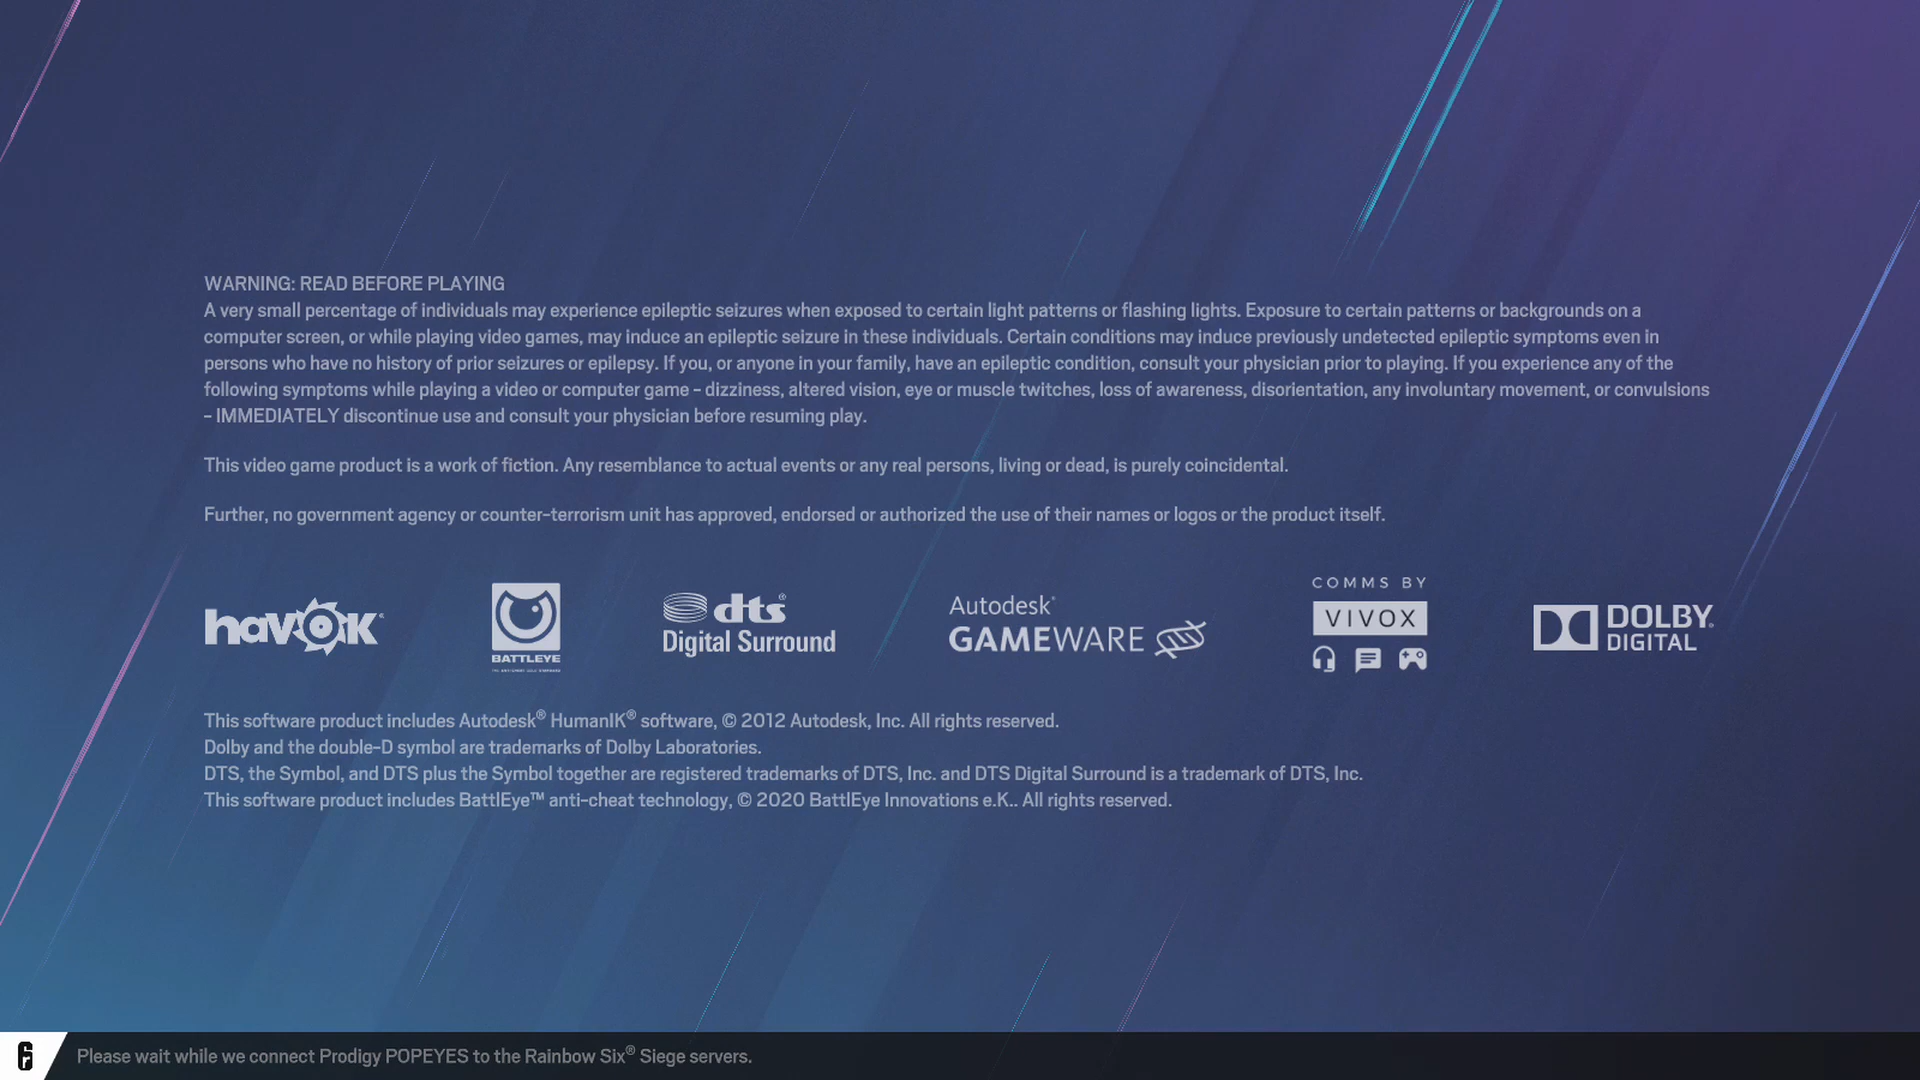 WARNING: READ BEFORE PLAYING
A very small percentage of individuals may experience epileptic seizures when exposed to certain light patterns or flashing lights. Exposure to certain patterns or backgrounds on a
computer screen, or while playing video games, may induce an epileptic seizure in these individuals. Certain conditions may induce previously undetected epileptic symptoms even in
persons who have no history of prior seizures or epilepsy. If you, or anyone in your family, have an epileptic condition, consult your physician prior to playing. If you experience any of the
following symptoms while playing a video or computer game - dizziness, altered vision, eye or muscle twitches, loss of awareness, disorientation, any involuntary movement, or convulsions
- IMMEDIATELY discontinue use and consult your physician before resuming play.
This video game product is a work of fiction. Any resemblance to actual events or any real persons, living or dead, is purely coincidental.
Further, no government agency or counter-terrorism unit has approved, endorsed or authorized the use of their names or logos or the product itself.
havok®
BATTLEYE
dts®
Digital Surround
Autodesk®
GAMEWARE
COMMS BY
VIVOX
DOLBY®
DIGITAL
This software product includes Autodesk® HumanIK® software, © 2012 Autodesk, Inc. All rights reserved.
Dolby and the double-D symbol are trademarks of Dolby Laboratories.
DTS, the Symbol, and DTS plus the Symbol together are registered trademarks of DTS, Inc. and DTS Digital Surround is a trademark of DTS, Inc.
This software product includes BattlEye™ anti-cheat technology, © 2020 BattlEye Innovations e.K.. All rights reserved.
6
Please wait while we connect Prodigy POPEYES to the Rainbow Six® Siege servers.